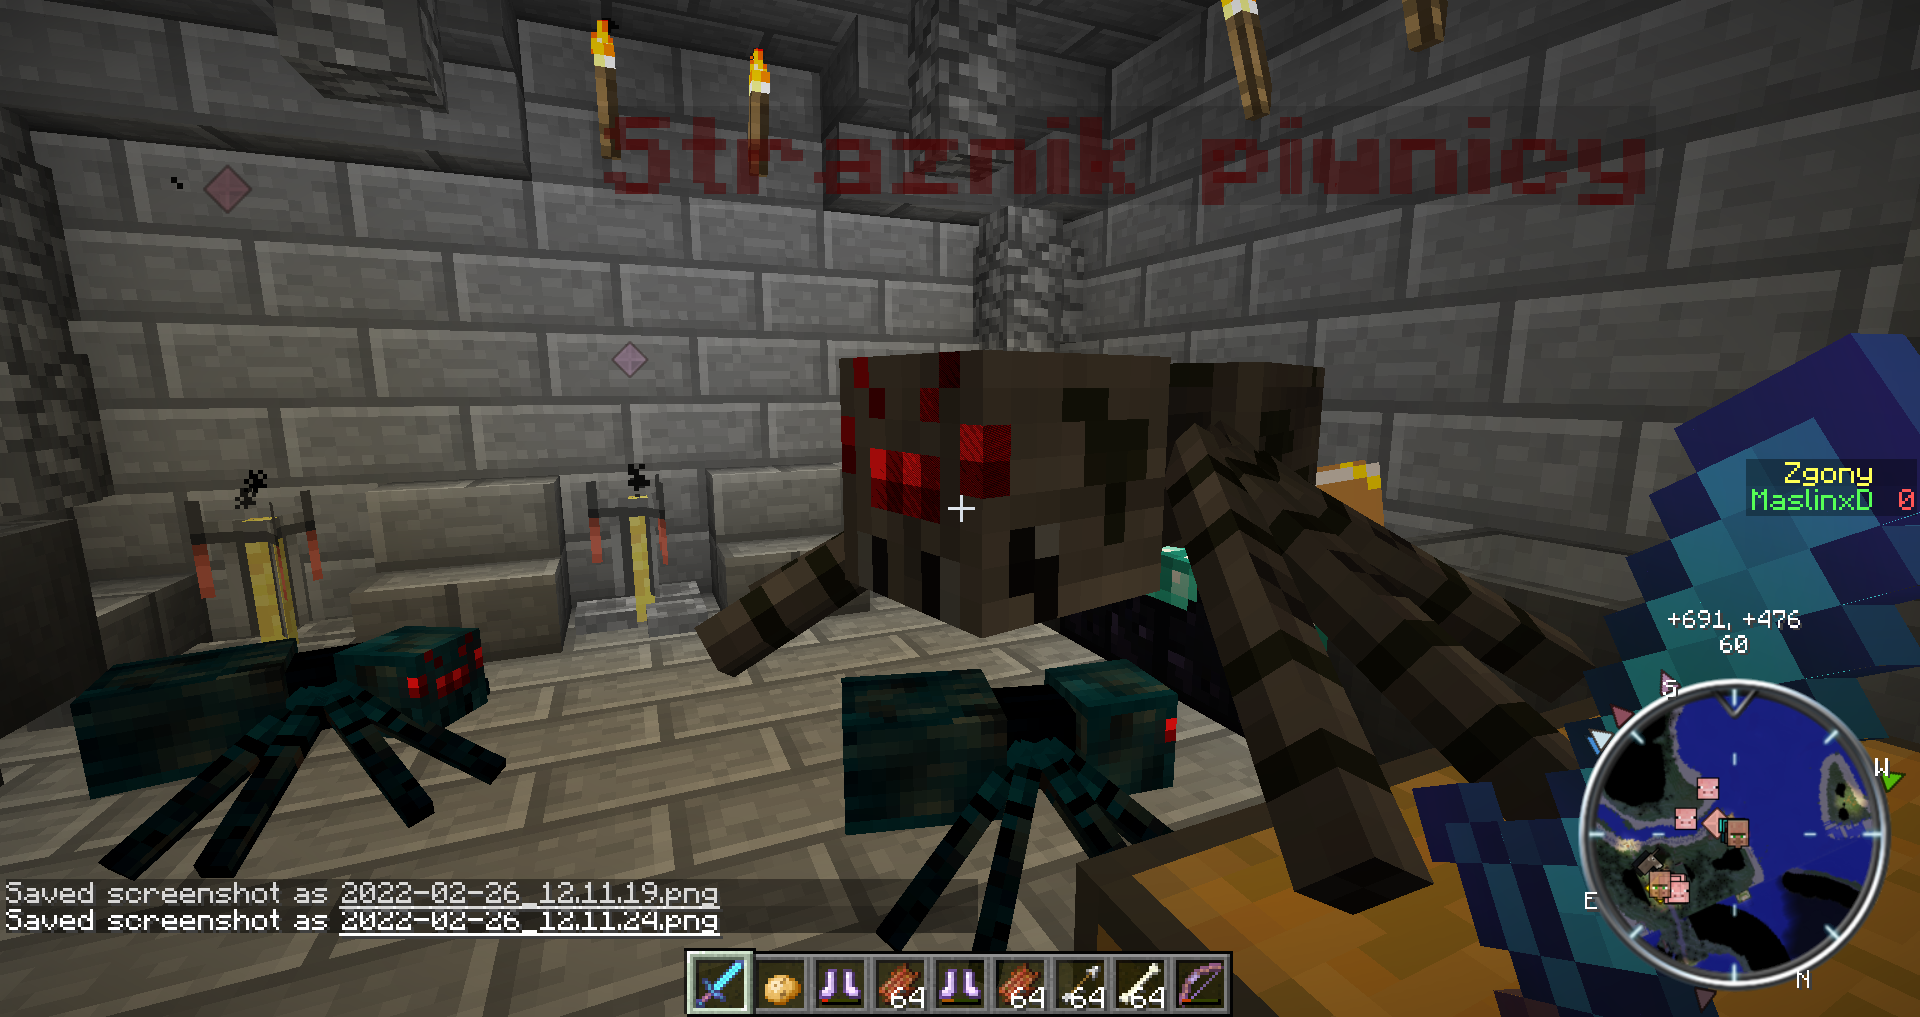 Straznik piwnicy
Zgony
MaslinxD 0
+691, +476
60
S
W
E
N
Saved screenshot as 2022-02-26_12.11.19.png
Saved screenshot as 2022-02-26_12.11.24.png
64 64 64 64